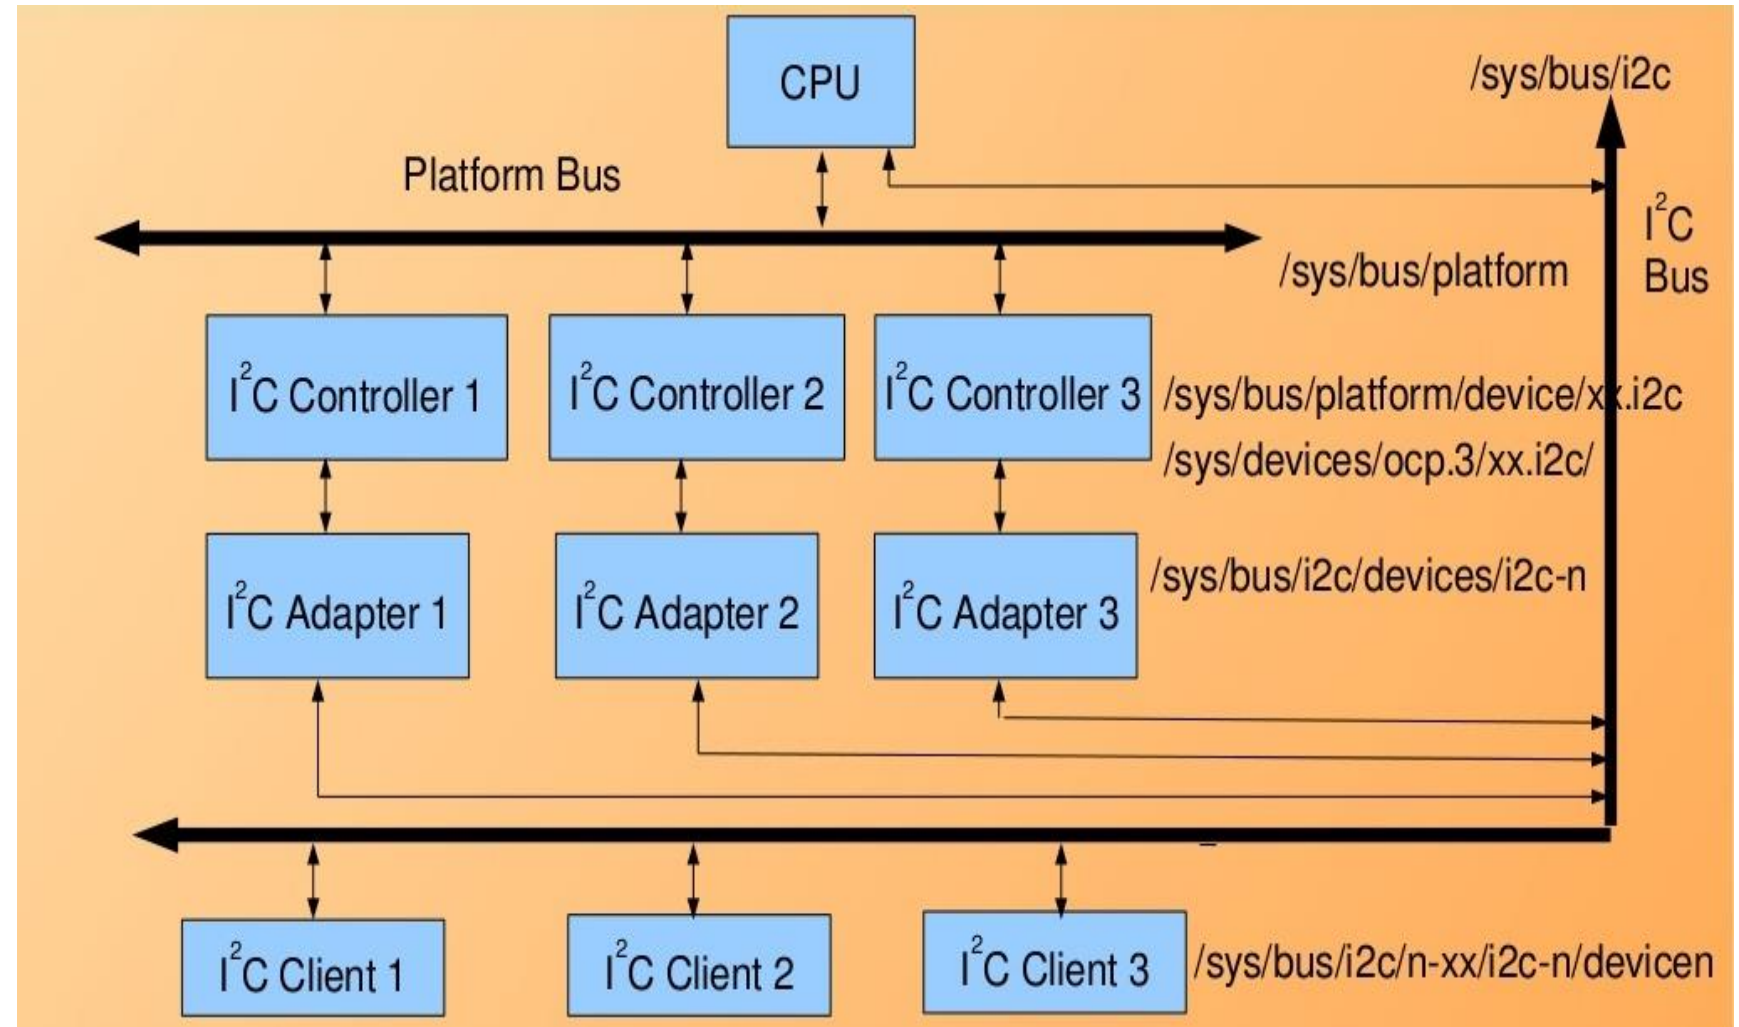 CPU
/sys/bus/i2c
Platform Bus
I²C
Bus
/sys/bus/platform
I²C Controller 1
I²C Controller 2
I²C Controller 3
/sys/bus/platform/device/xx.i2c
/sys/devices/ocp.3/xx.i2c/
I²C Adapter 1
I²C Adapter 2
I²C Adapter 3
/sys/bus/i2c/devices/i2c-n
I²C Client 1
I²C Client 2
I²C Client 3
/sys/bus/i2c/n-xx/i2c-n/devicen